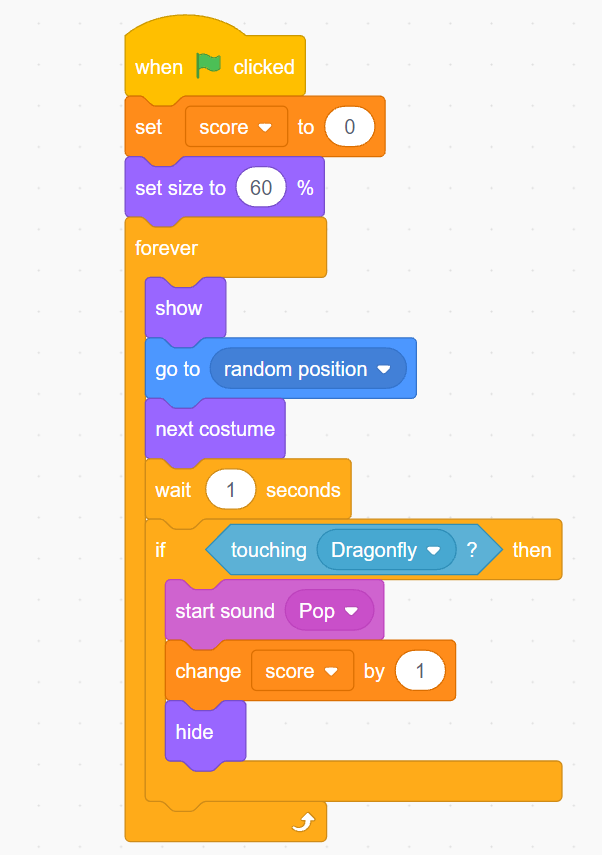 when clicked
set score to 0
set size to 60 %
forever
show
go to random position
next costume
wait 1 seconds
if touching Dragonfly ? then
start sound Pop
change score by 1
hide